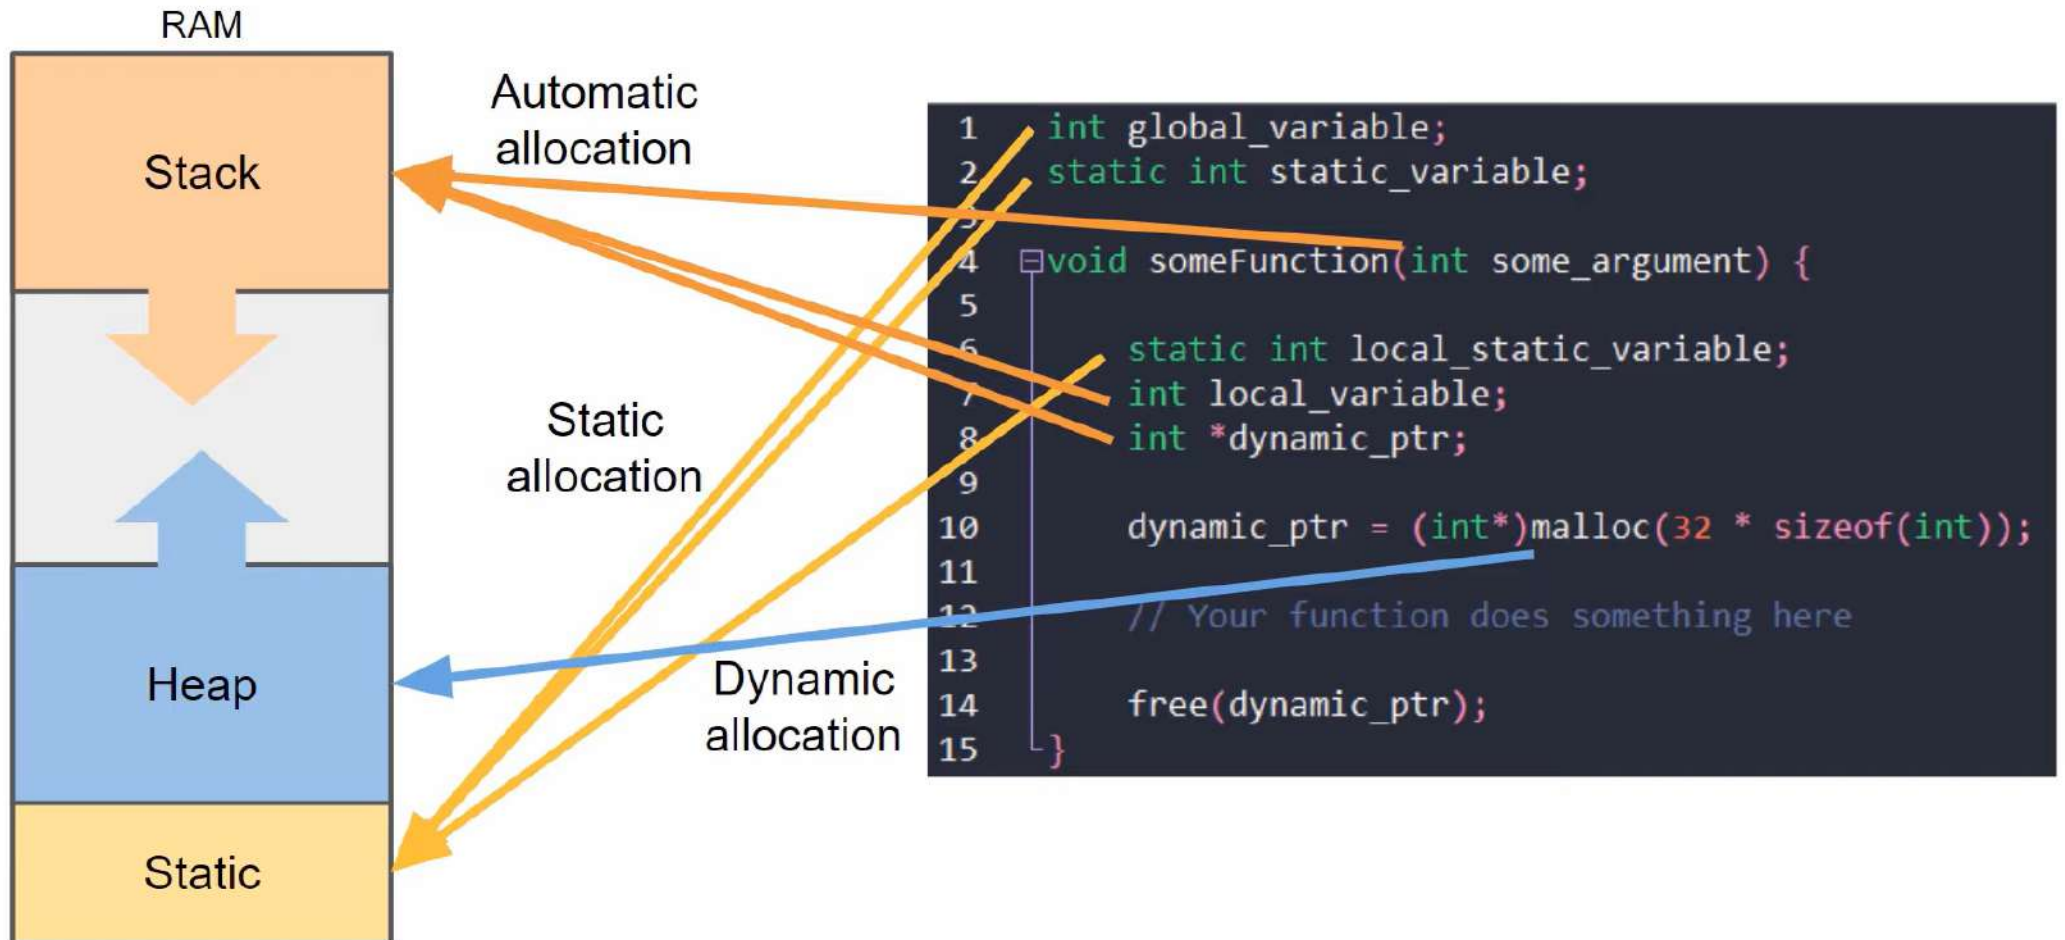 RAM
Stack
Heap
Static
Automatic
allocation
Static
allocation
Dynamic
allocation
1 int global_variable;
2 static int static_variable;
3
4 void someFunction(int some_argument) {
5
6 static int local_static_variable;
7 int local_variable;
8 int *dynamic_ptr;
9
10 dynamic_ptr = (int*)malloc(32 * sizeof(int));
11
12 // Your function does something here
13
14 free(dynamic_ptr);
15 }